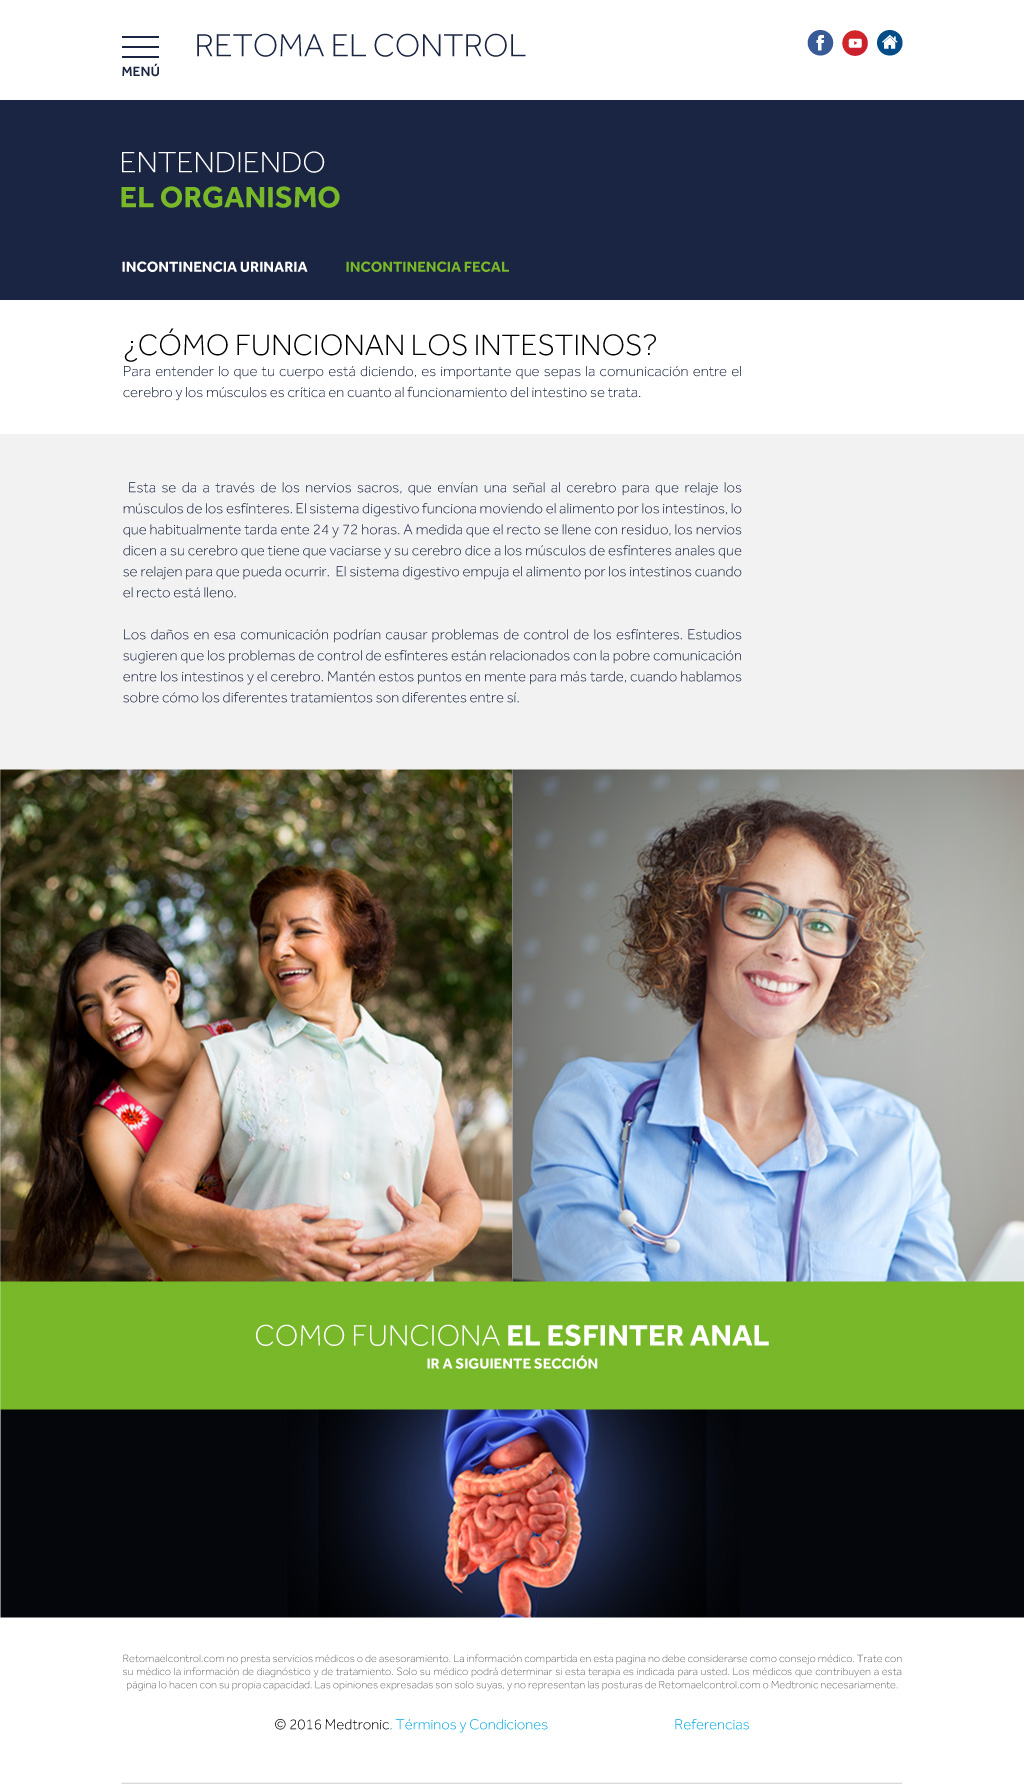 MENÚ
RETOMA EL CONTROL
ENTENDIENDO
EL ORGANISMO
INCONTINENCIA URINARIA INCONTINENCIA FECAL
¿CÓMO FUNCIONAN LOS INTESTINOS?
Para entender lo que tu cuerpo está diciendo, es importante que sepas la comunicación entre el
cerebro y los músculos es crítica en cuanto al funcionamiento del intestino se trata.
Esta se da a través de los nervios sacros, que envían una señal al cerebro para que relaje los
músculos de los esfínteres. El sistema digestivo funciona moviendo el alimento por los intestinos, lo
que habitualmente tarda ente 24 y 72 horas. A medida que el recto se llene con residuo, los nervios
dicen a su cerebro que tiene que vaciarse y su cerebro dice a los músculos de esfínteres anales que
se relajen para que pueda ocurrir. El sistema digestivo empuja el alimento por los intestinos cuando
el recto está lleno.
Los daños en esa comunicación podrían causar problemas de control de los esfínteres. Estudios
sugieren que los problemas de control de esfínteres están relacionados con la pobre comunicación
entre los intestinos y el cerebro. Mantén estos puntos en mente para más tarde, cuando hablamos
sobre cómo los diferentes tratamientos son diferentes entre sí.
COMO FUNCIONA EL ESFINTER ANAL
IR A SIGUIENTE SECCIÓN
Retomaelcontrol.com no presta servicios médicos o de asesoramiento. La información compartida en esta pagina no debe considerarse como consejo médico. Trate con
su médico la información de diagnóstico y de tratamiento. Solo su médico podrá determinar si esta terapia es indicada para usted. Los médicos que contribuyen a esta
página lo hacen con su propia capacidad. Las opiniones expresadas son solo suyas, y no representan las posturas de Retomaelcontrol.com o Medtronic necesariamente.
© 2016 Medtronic. Términos y Condiciones Referencias